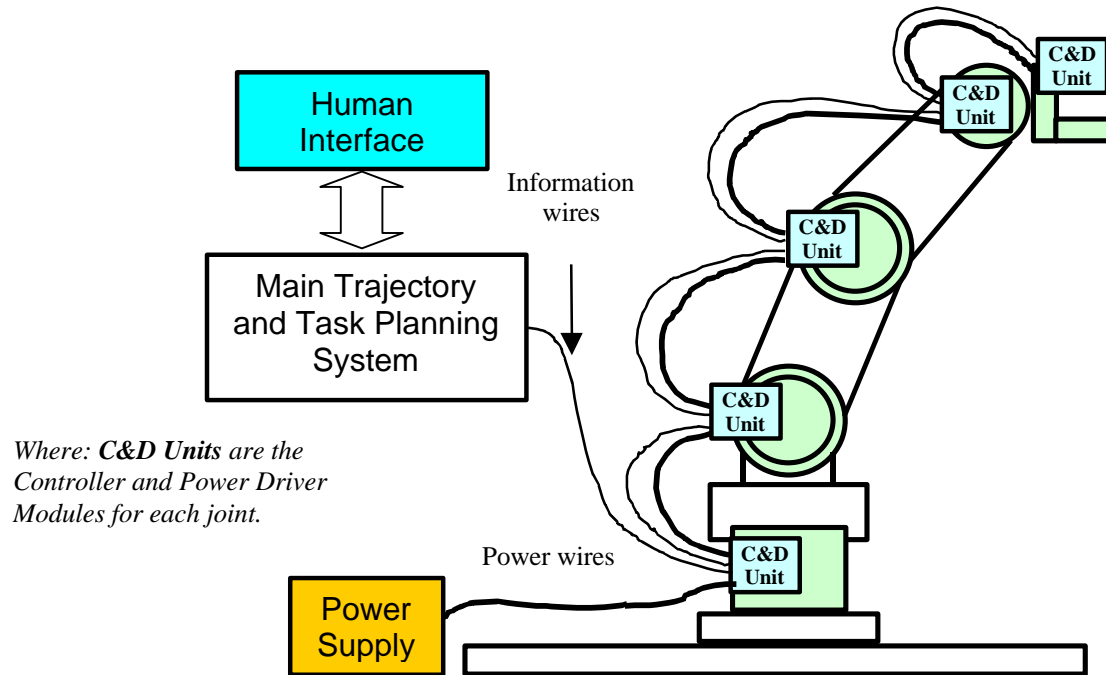 Human
Interface
Main Trajectory
and Task Planning
System
Information
wires
Where: C&D Units are the
Controller and Power Driver
Modules for each joint.
Power wires
Power
Supply
C&D
Unit
C&D
Unit
C&D
Unit
C&D
Unit
C&D
Unit